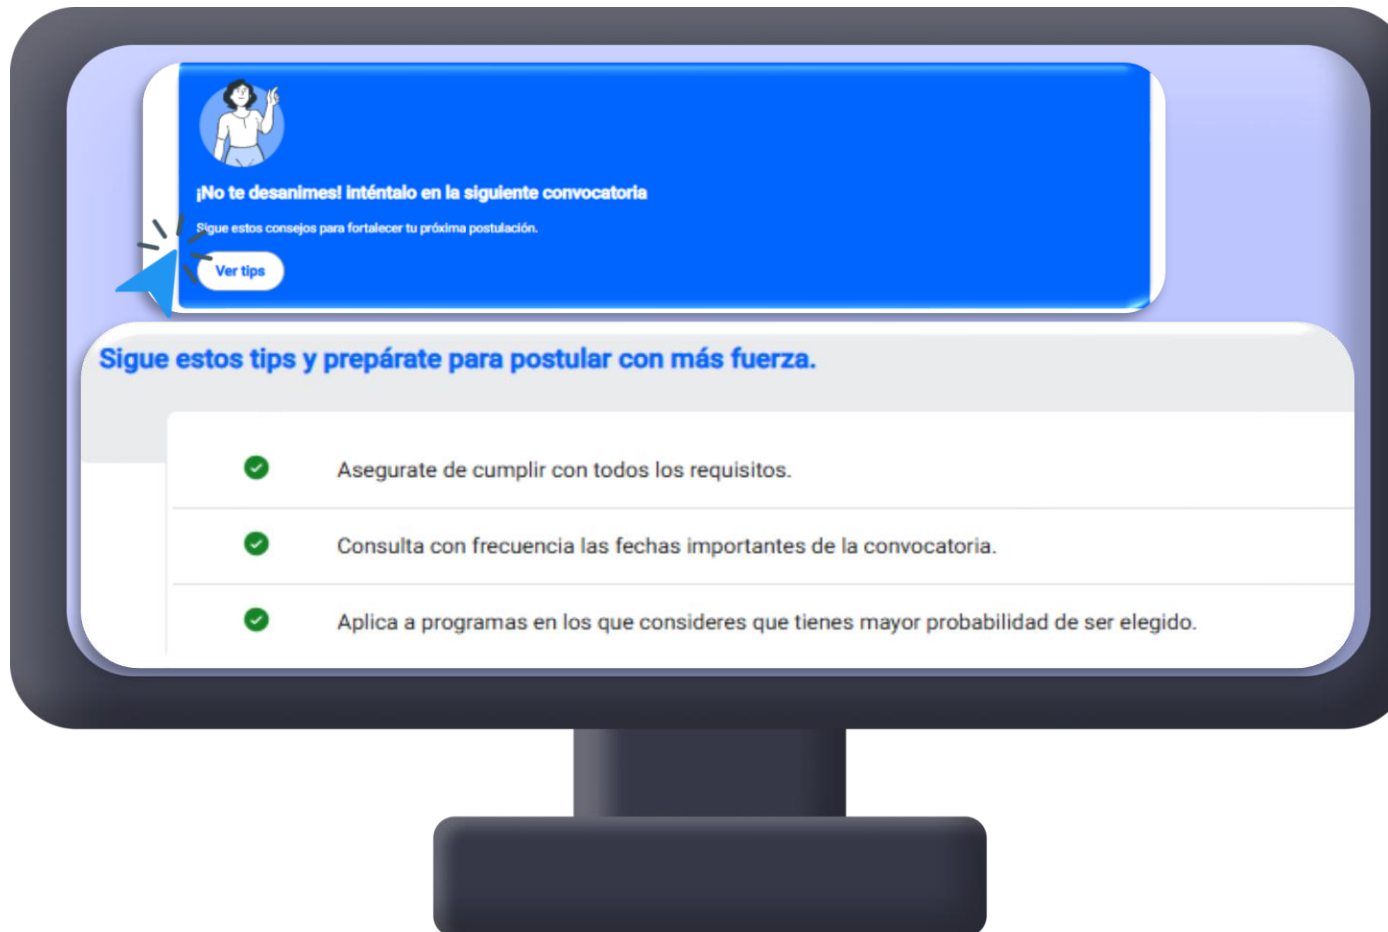 ¡No te desanimes! inténtalo en la siguiente convocatoria
Sigue estos consejos para fortalecer tu próxima postulación.
Ver tips
Sigue estos tips y prepárate para postular con más fuerza.
Asegurate de cumplir con todos los requisitos.
Consulta con frecuencia las fechas importantes de la convocatoria.
Aplica a programas en los que consideres que tienes mayor probabilidad de ser elegido.